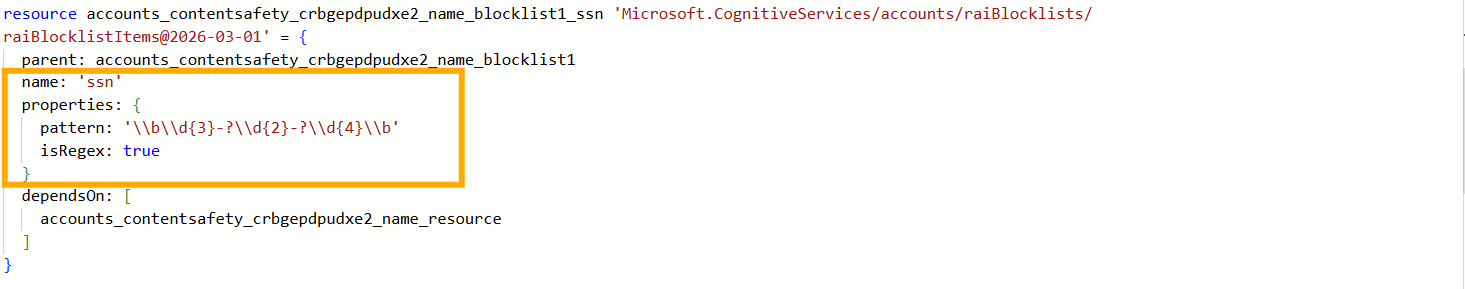 resource accounts_contentsafety_crbgepdpudxe2_name_blocklist1_ssn 'Microsoft.CognitiveServices/accounts/raiBlocklists/
raiBlocklistItems@2026-03-01' = {
  parent: accounts_contentsafety_crbgepdpudxe2_name_blocklist1
  name: 'ssn'
  properties: {
    pattern: '\\b\\d{3}-?\\d{2}-?\\d{4}\\b'
    isRegex: true
  }
  dependsOn: [
    accounts_contentsafety_crbgepdpudxe2_name_resource
  ]
}